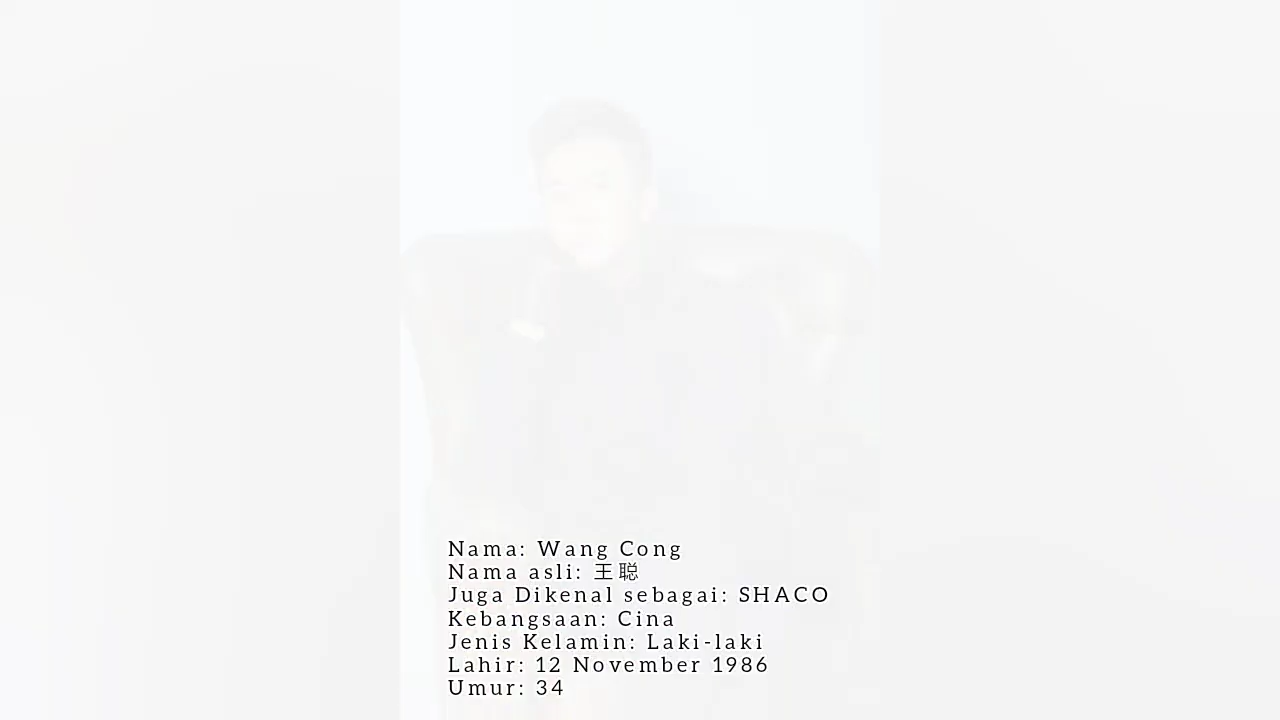 Nama: Wang Cong
Nama asli: 王聪
Juga Dikenal sebagai: SHACO
Kebangsaan: Cina
Jenis Kelamin: Laki-laki
Lahir: 12 November 1986
Umur: 34